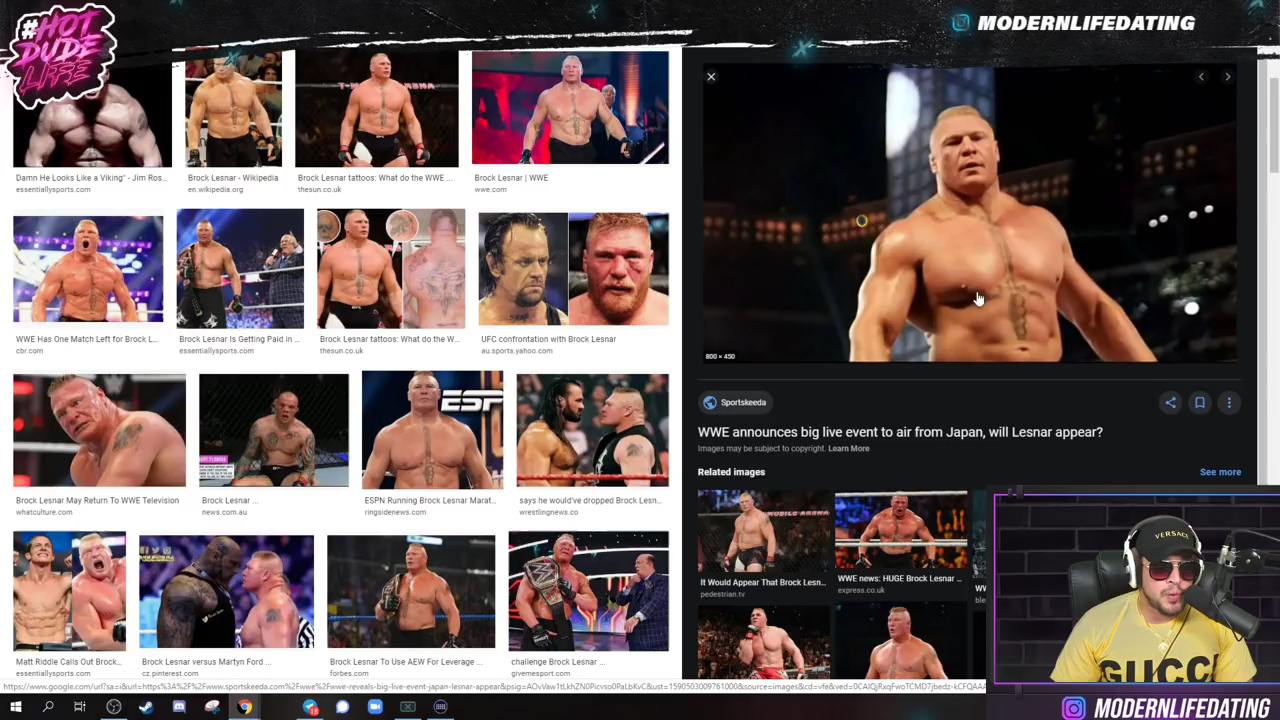 #HOT
DUDE
LIFE
MODERNLIFEDATING
Damn He Looks Like a Viking" - Jim Ros...
essentiallysports.com
Brock Lesnar - Wikipedia
en.wikipedia.org
Brock Lesnar tattoos: What do the WWE ...
thesun.co.uk
Brock Lesnar | WWE
wwe.com
WWE Has One Match Left for Brock L...
cbr.com
Brock Lesnar Is Getting Paid in ...
essentiallysports.com
Brock Lesnar tattoos: What do the W...
thesun.co.uk
UFC confrontation with Brock Lesnar
au.sports.yahoo.com
ESPN
Brock Lesnar May Return To WWE Television
whatculture.com
Brock Lesnar ...
news.com.au
ESPN Running Brock Lesnar Marat...
ringsidenews.com
says he would've dropped Brock Lesn...
wrestlingnews.co
Matt Riddle Calls Out Brock...
essentiallysports.com
Brock Lesnar versus Martyn Ford ...
cz.pinterest.com
Brock Lesnar To Use AEW For Leverage ...
forbes.com
challenge Brock Lesnar ...
givemesport.com
800 × 450
Sportskeeda
WWE announces big live event to air from Japan, will Lesnar appear?
Images may be subject to copyright. Learn More
Related images
See more
It Would Appear That Brock Lesn...
pedestrian.tv
WWE news: HUGE Brock Lesnar ...
express.co.uk
VERSACE
GUCC
MODERNLIFEDATING